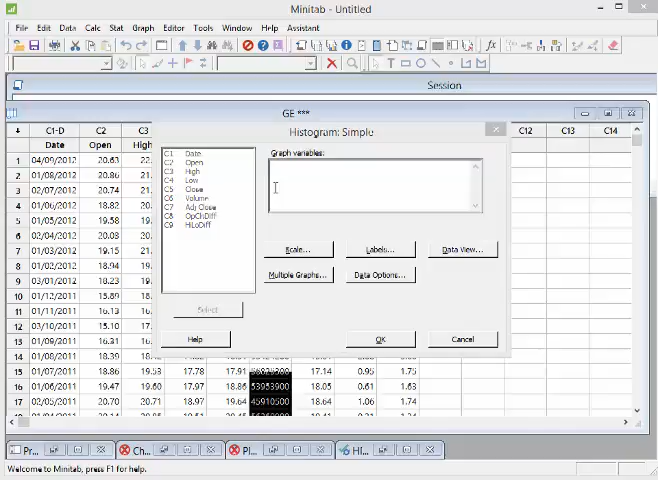 Minitab - Untitled
File Edit Data Calc Stat Graph Editor Tools Window Help Assistant
Session
GE ***
C1-D C2 C3 C12 C13 C14
Date Open High
Histogram: Simple
C1 Date
C2 Open
C3 High
C4 Low
C5 Close
C6 Volume
C7 Adj Close
C8 OpClsDiff
C9 HiLoDiff
Graph variables:
Scale... Labels... Data View...
Multiple Graphs... Data Options...
Select
Help OK Cancel
1 04/09/2012 20.63
2 01/08/2012 20.86
3 02/07/2012 20.74
4 01/06/2012 18.82
5 01/05/2012 19.58
6 02/04/2012 20.03
7 01/03/2012 19.15
8 01/02/2012 18.94
9 03/01/2012 18.23
10 01/12/2011 15.89
11 01/11/2011 16.13
12 03/10/2011 15.10
13 01/09/2011 16.31
14 01/08/2011 18.39
15 01/07/2011 18.86 19.53 17.78 17.91 17.14 0.95 1.75
16 01/06/2011 19.47 19.60 17.97 18.86 53953900 18.05 0.61 1.63
17 02/05/2011 20.70 20.71 18.97 19.64 45910500 18.64 1.06 1.74
Pr... Ch... Pl... Hi...
Welcome to Minitab, press F1 for help.